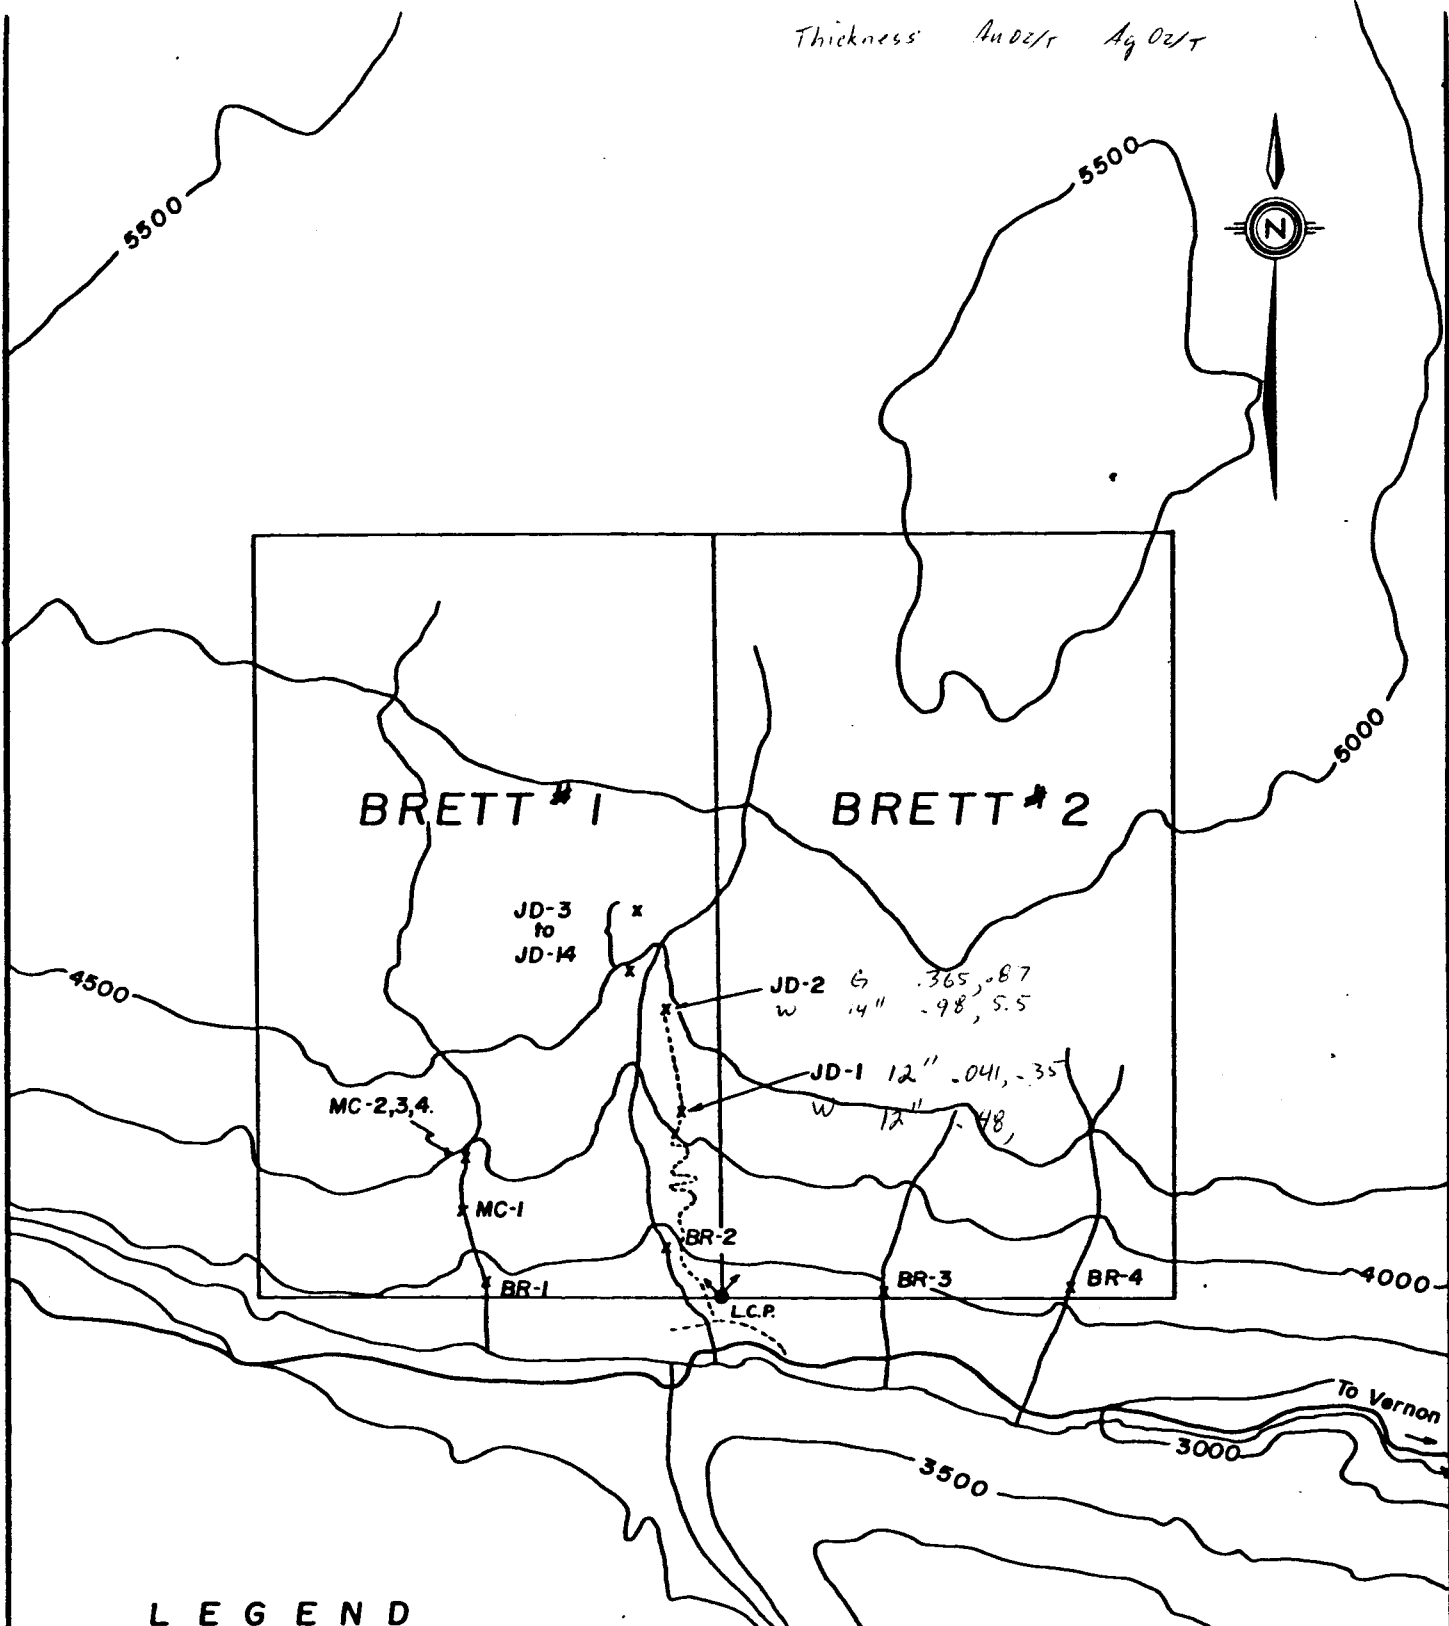 Thickness Au oz/T Ag oz/T
5500
5500
N
5000
BRETT #1
BRETT #2
JD-3
to
JD-14
4500
JD-2 G .365, .87
W 14" .98, 5.5
JD-1 12" .041, .35
W 12" .48,
MC-2,3,4.
MC-1
BR-2
BR-1
BR-3
BR-4
4000
L.C.P.
To Vernon
3000
3500
LEGEND